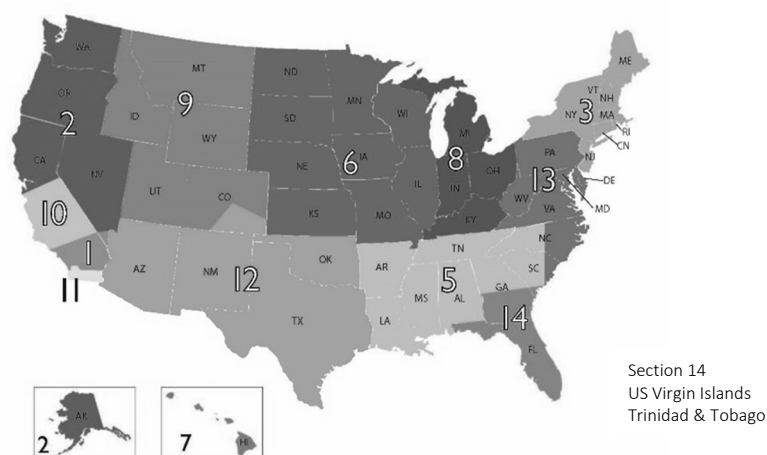 WA
MT
ND
ME
OR
MN
VT
NH
9
SD
WI
3
2
ID
MI
NY
MA
RI
WY
CN
CA
NE
6
IA
8
PA
NJ
NV
UT
CO
IL
IN
OH
13
DE
WV
KS
MO
KY
VA
MD
10
NC
TN
1
AZ
NM
12
OK
AR
5
SC
11
MS
AL
GA
TX
LA
14
FL
Section 14
US Virgin Islands
Trinidad & Tobago
AK
2
7
HI